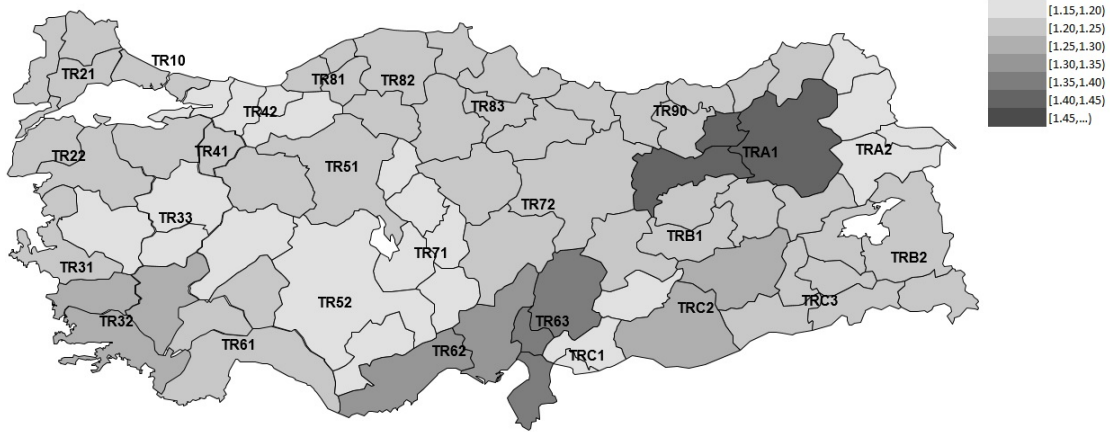 [1.15,1.20)
[1.20,1.25)
[1.25,1.30)
[1.30,1.35)
[1.35,1.40)
[1.40,1.45)
[1.45,...)
TR10
TR21
TR81
TR82
TR42
TR83
TR90
TR22
TR41
TR51
TRA1
TRA2
TR72
TR33
TRB1
TR71
TR31
TRB2
TR52
TRC2
TRC3
TR32
TR63
TR61
TR62
TRC1